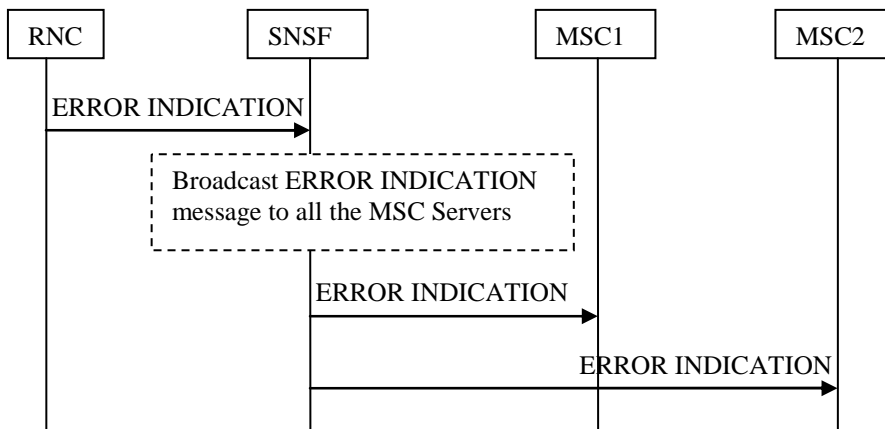 RNC
SNSF
MSC1
MSC2
ERROR INDICATION
Broadcast ERROR INDICATION
message to all the MSC Servers
ERROR INDICATION
ERROR INDICATION